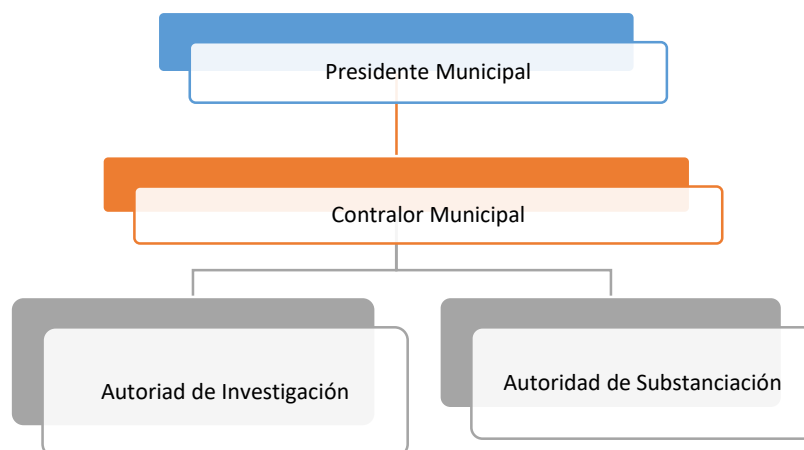 Presidente Municipal
Contralor Municipal
Autoriad de Investigación
Autoridad de Substanciación